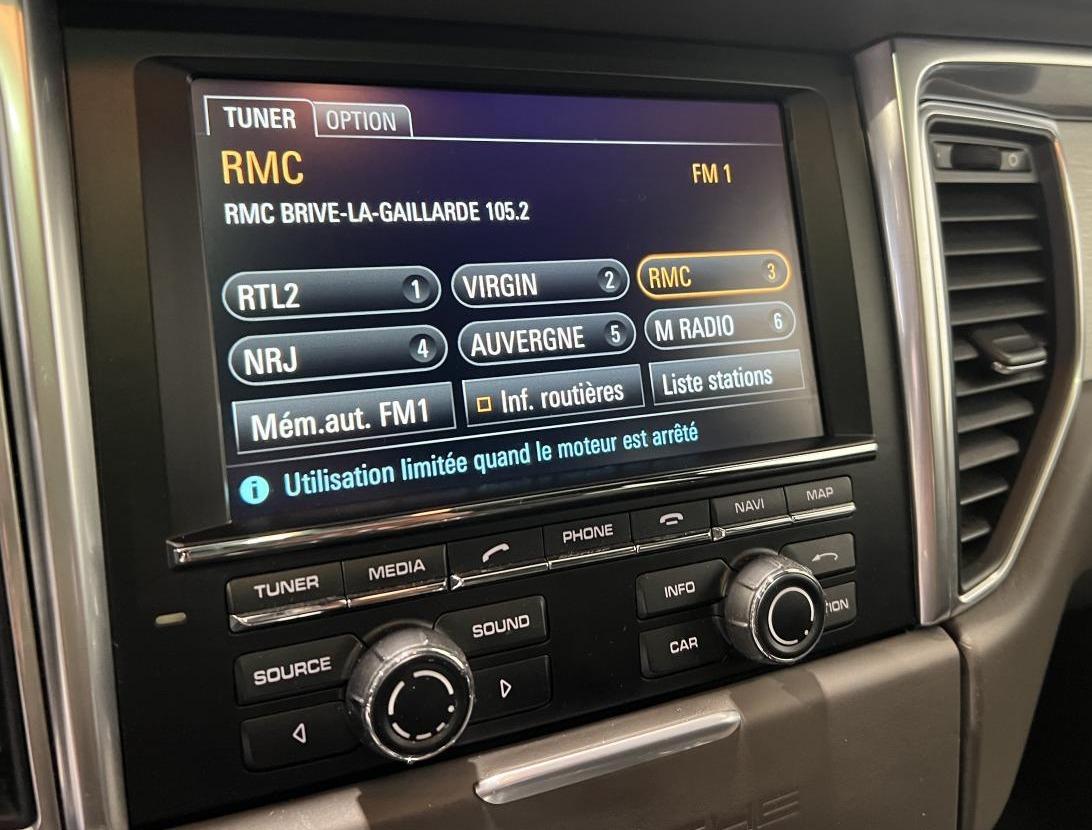 TUNER OPTION
RMC FM 1
RMC BRIVE-LA-GAILLARDE 105.2
RTL2 1 VIRGIN 2 RMC 3
NRJ 4 AUVERGNE 5 M RADIO 6
Mém.aut. FM1 Inf. routières Liste stations
i Utilisation limitée quand le moteur est arrêté
TUNER MEDIA PHONE NAVI MAP
SOURCE SOUND INFO
CAR